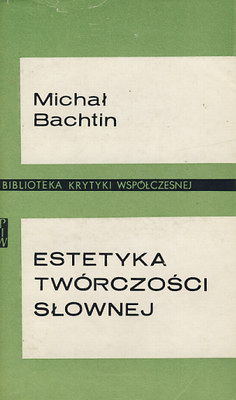 Michał
Bachtin
BIBLIOTEKA KRYTYKI WSPÓŁCZESNEJ
PIW
ESTETYKA
TWÓRCZOŚCI
SŁOWNEJ